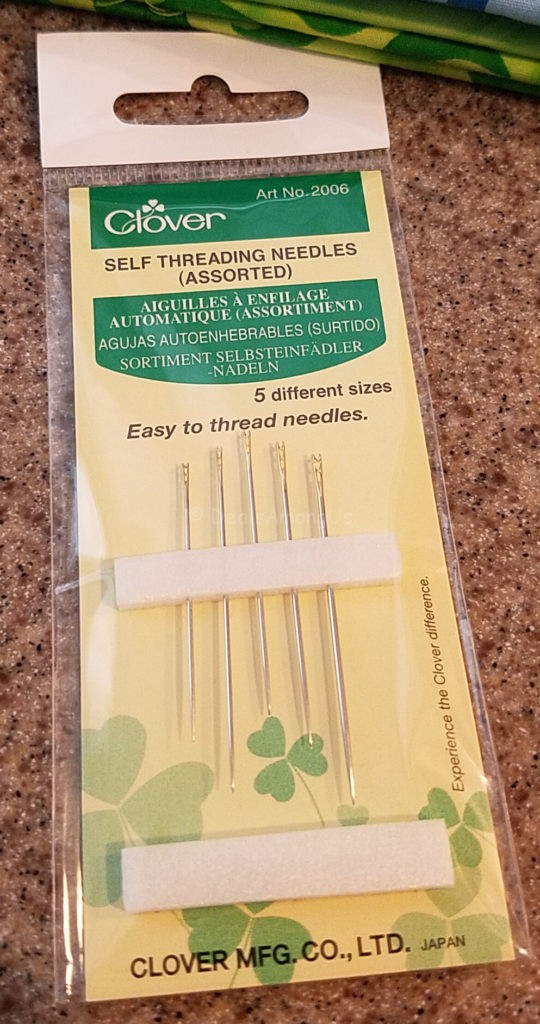 Art No. 2006
Clover
SELF THREADING NEEDLES
(ASSORTED)
AIGUILLES À ENFILAGE
AUTOMATIQUE (ASSORTIMENT)
AGUJAS AUTOENHEBRABLES (SURTIDO)
SORTIMENT SELBSTEINFÄDLER
-NADELN
5 different sizes
Easy to thread needles.
Experience the Clover difference.
CLOVER MFG. CO., LTD. JAPAN